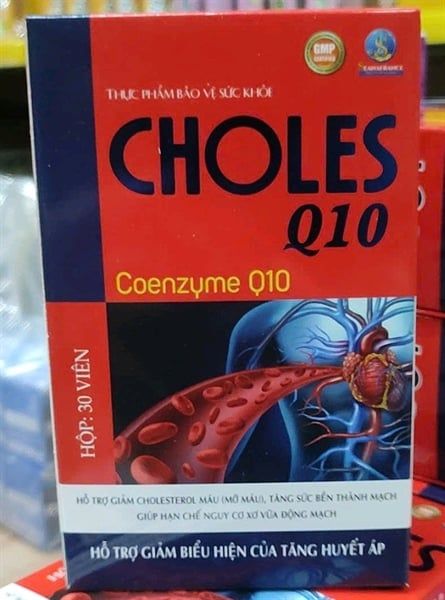 GMP
CERTIFIED
THỰC PHẨM BẢO VỆ SỨC KHỎE
CHOLES
Q10
Coenzyme Q10
HỘP: 30 VIÊN
HỖ TRỢ GIẢM CHOLESTEROL MÁU (MỠ MÁU), TĂNG SỨC BỀN THÀNH MẠCH
GIÚP HẠN CHẾ NGUY CƠ XƠ VỮA ĐỘNG MẠCH
HỖ TRỢ GIẢM BIỂU HIỆN CỦA TĂNG HUYẾT ÁP